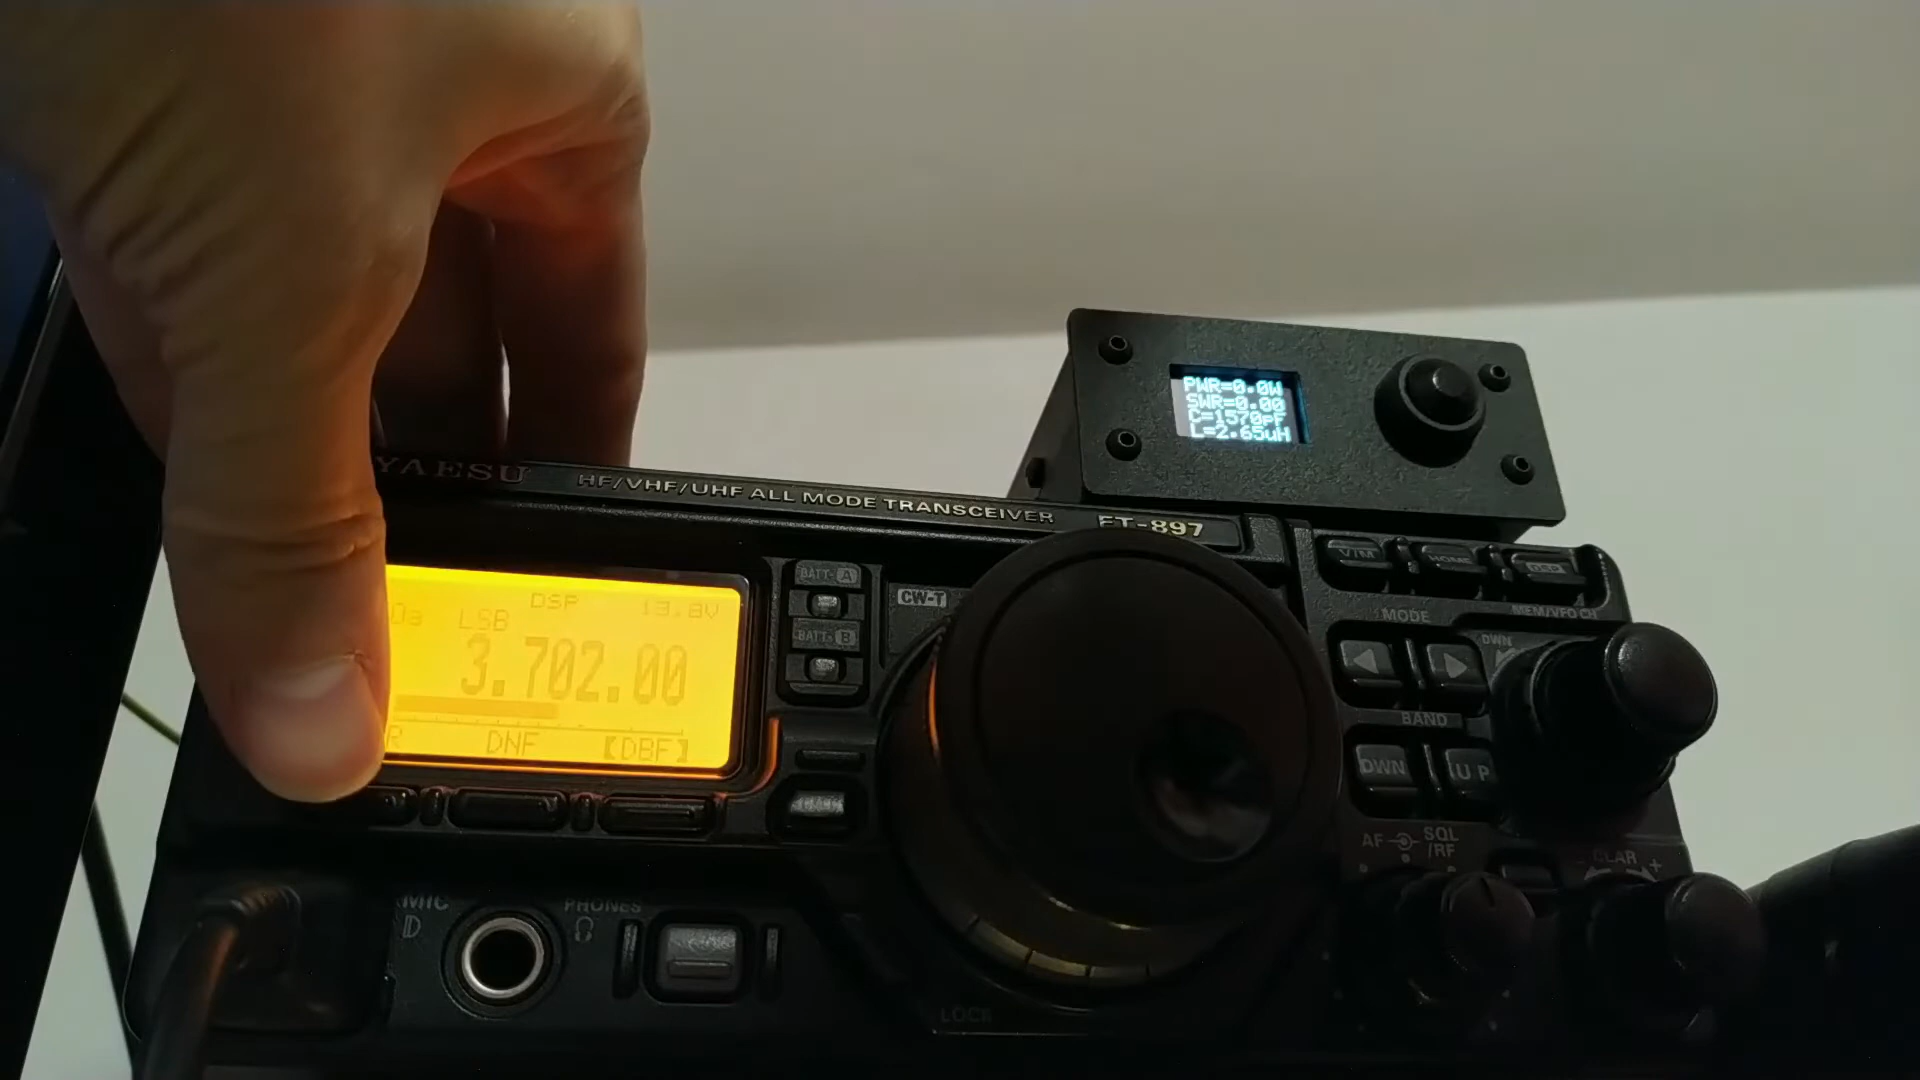 PWR=0.0W
SWR=0.00
C=1570pF
L=2.65uH
YAESU
HF/VHF/UHF ALL MODE TRANSCEIVER
FT-897
V/M
HOME
DSP
BATT-A
BATT-B
CW-T
DSP
13.8V
LSB
3.702.00
DNF
【DBF】
MODE
MEM/VFO CH
DWN
BAND
DWN
UP
AF
SQL
/RF
- CLAR +
MIC
PHONES
LOCK